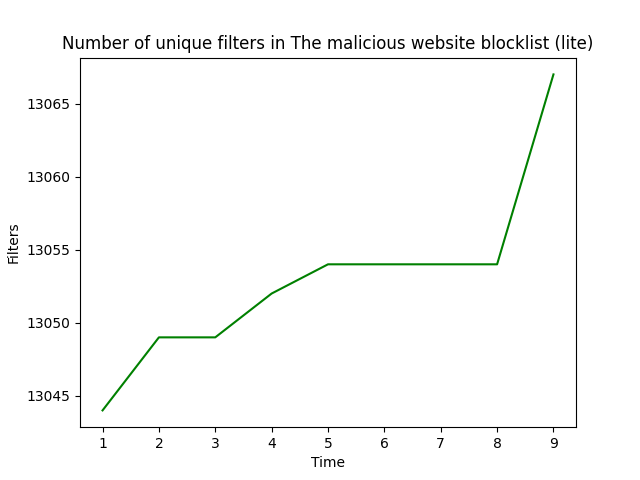 Number of unique filters in The malicious website blocklist (lite)
13065
13060
13055
13050
13045
Filters
1 2 3 4 5 6 7 8 9
Time